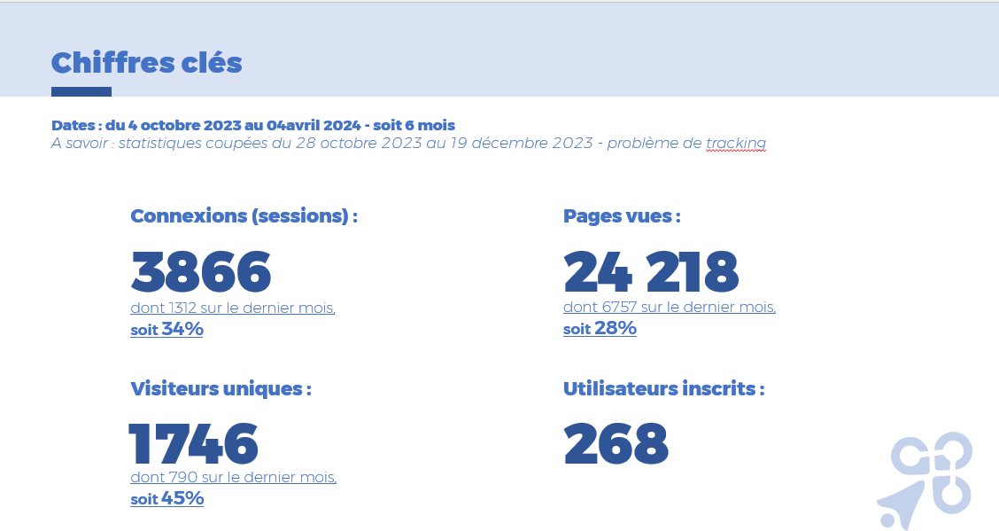 Chiffres clés
Dates : du 4 octobre 2023 au 04avril 2024 - soit 6 mois
A savoir : statistiques coupées du 28 octobre 2023 au 19 décembre 2023 - problème de tracking
Connexions (sessions) :
3866
dont 1312 sur le dernier mois,
soit 34%
Pages vues :
24 218
dont 6757 sur le dernier mois,
soit 28%
Visiteurs uniques :
1746
dont 790 sur le dernier mois,
soit 45%
Utilisateurs inscrits :
268